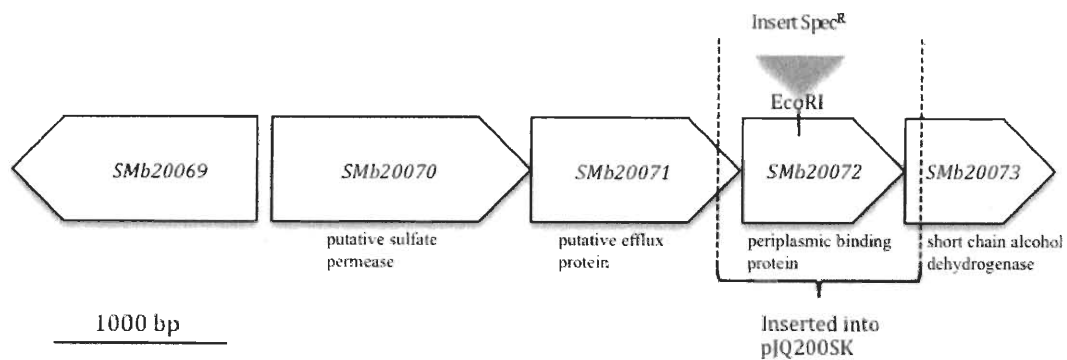 Insert Spec^R
EcoRI
SMb20069
SMb20070
SMb20071
SMb20072
SMb20073
putative sulfate
permease
putative efflux
protein
periplasmic binding
protein
short chain alcohol
dehydrogenase
1000 bp
Inserted into
pJQ200SK